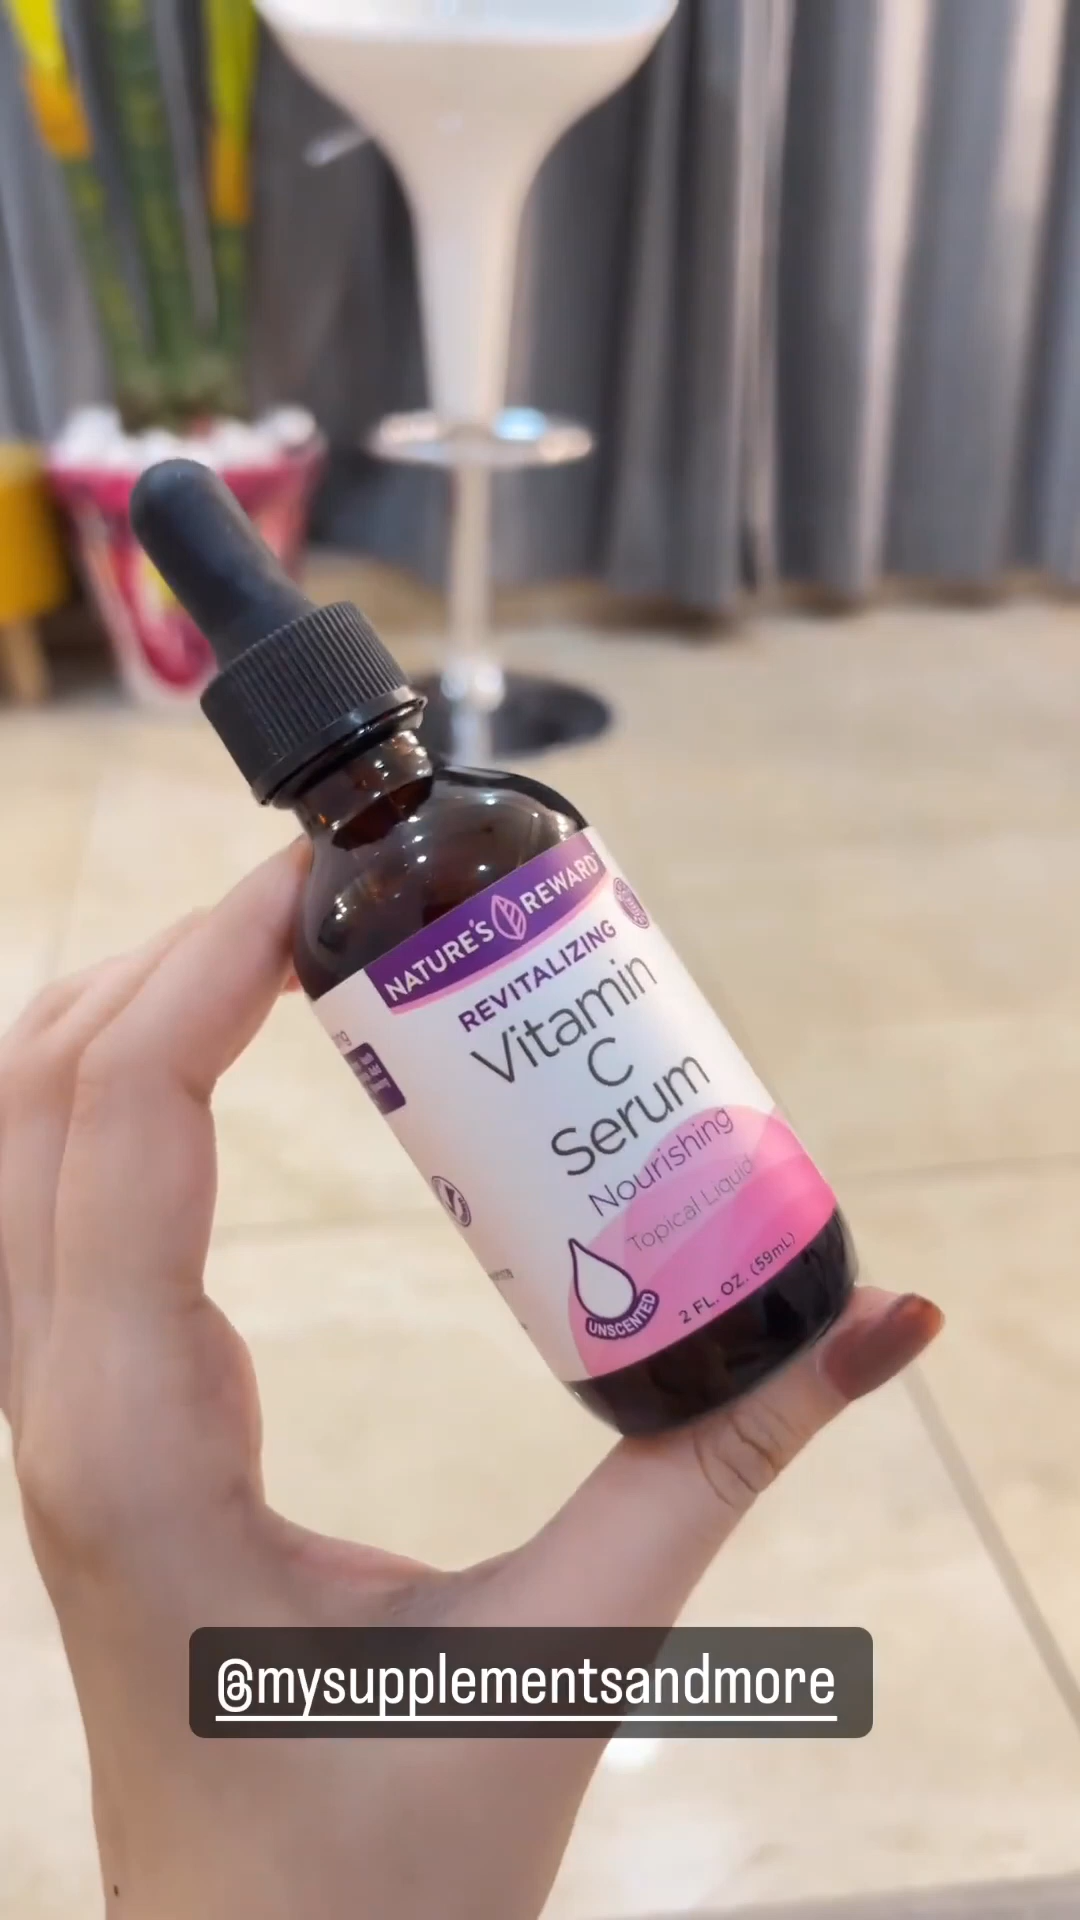 NATURE'S REWARD
REVITALIZING
Vitamin
C
Serum
Nourishing
Topical Liquid
UNSCENTED
2 FL. OZ. (59mL)
@mysupplementsandmore